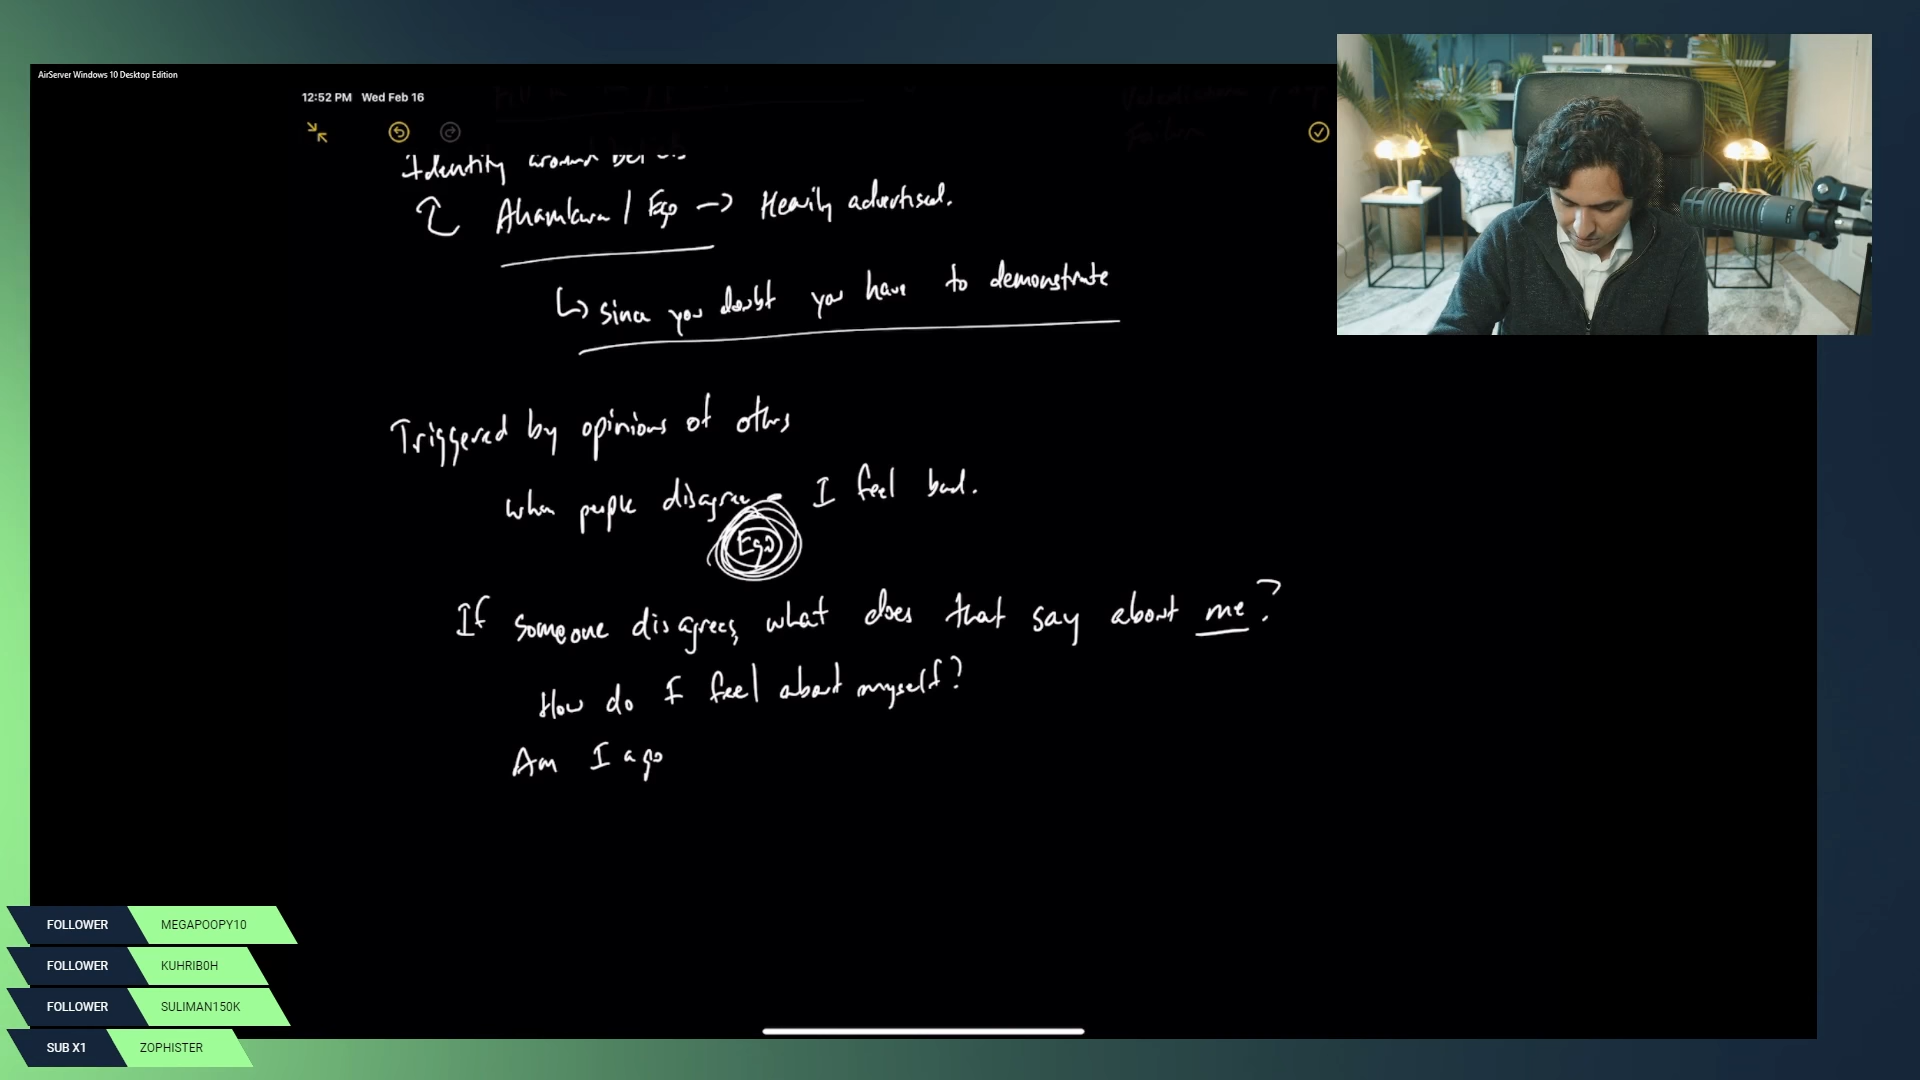 AirServer Windows 10 Desktop Edition
12:52 PM Wed Feb 16
Identity around
Ahamkara / Ego -> Heavily advertised.
↳ since you doubt you have to demonstrate
Triggered by opinions of others
when people disagree - I feel bad.
Ego
If someone disagrees, what does that say about me?
How do I feel about myself?
Am I a go
FOLLOWER MEGAPOOPY10
FOLLOWER KUHRIB0H
FOLLOWER SULIMAN150K
SUB X1 ZOPHISTER